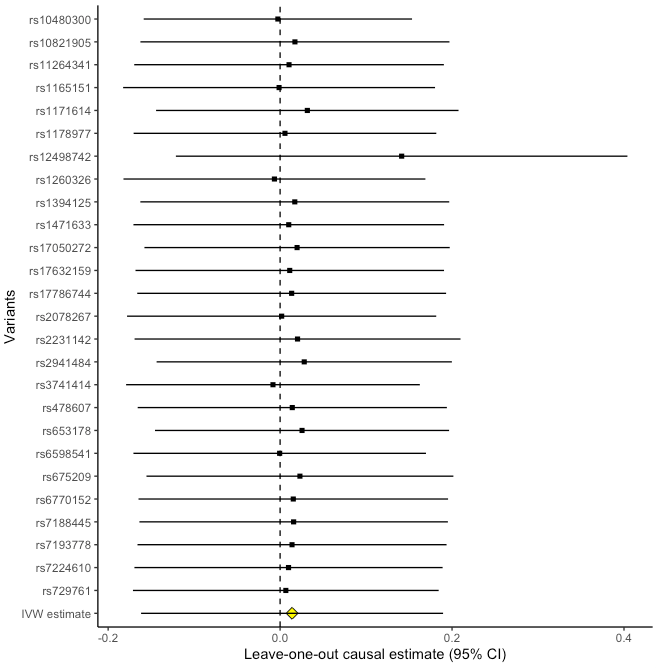 rs10480300
rs10821905
rs11264341
rs1165151
rs1171614
rs1178977
rs12498742
rs1260326
rs1394125
rs1471633
rs17050272
rs17632159
rs17786744
rs2078267
rs2231142
rs2941484
rs3741414
rs478607
rs653178
rs6598541
rs675209
rs6770152
rs7188445
rs7193778
rs7224610
rs729761
IVW estimate
Variants
-0.2 0.0 0.2 0.4
Leave-one-out causal estimate (95% CI)